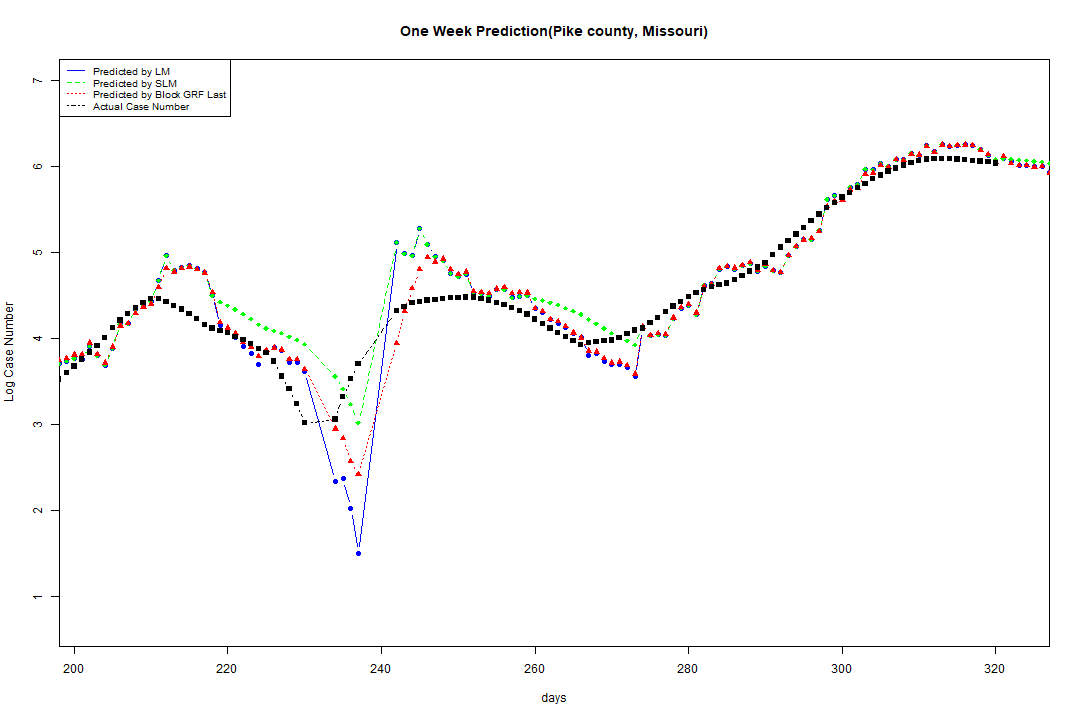 One Week Prediction(Pike county, Missouri)
Predicted by LM
Predicted by SLM
Predicted by Block GRF Last
Actual Case Number
7
6
5
4
3
2
1
Log Case Number
200 220 240 260 280 300 320
days